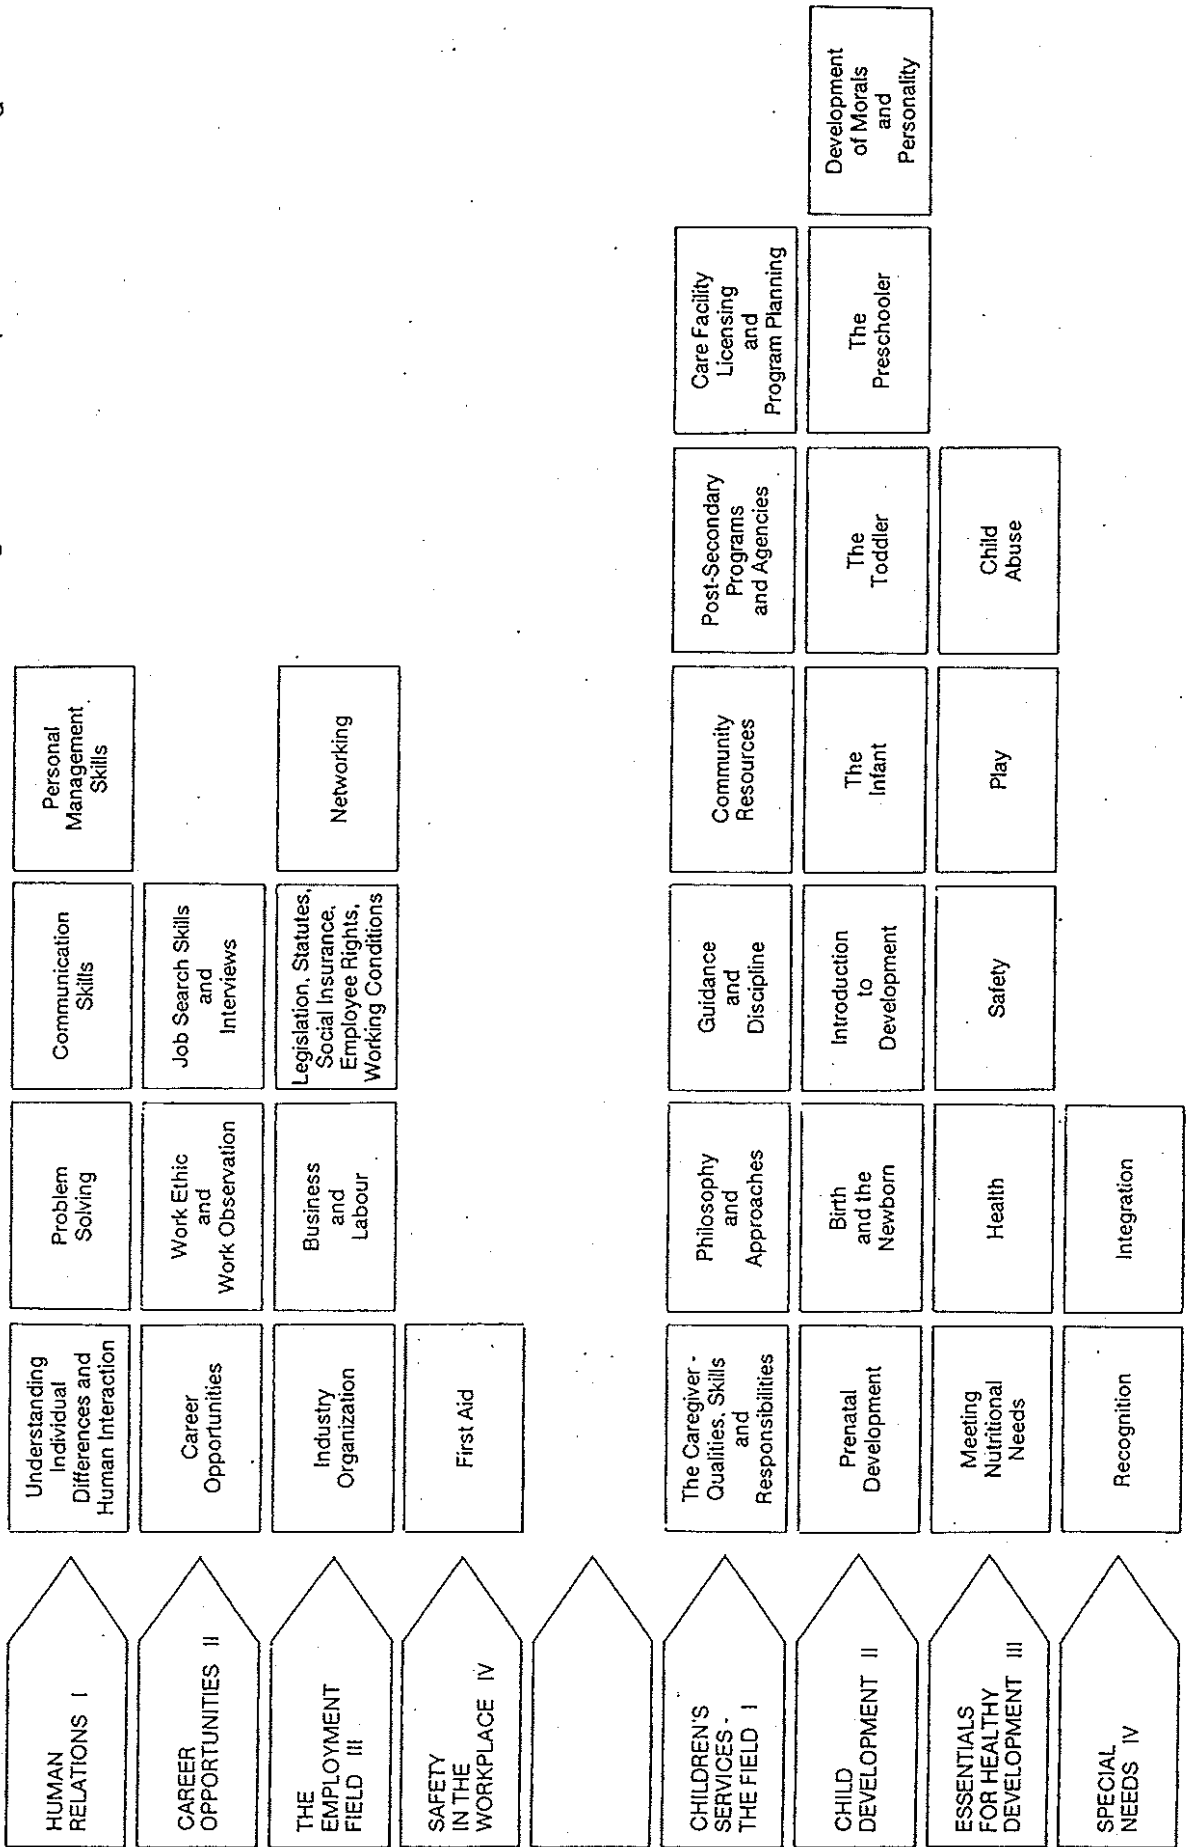 HUMAN
RELATIONS I
Understanding
Individual
Differences and
Human Interaction
Problem
Solving
Communication
Skills
Personal
Management
Skills
CAREER
OPPORTUNITIES II
Career
Opportunities
Work Ethic
and
Work Observation
Job Search Skills
and
Interviews
THE
EMPLOYMENT
FIELD III
Industry
Organization
Business
and
Labour
Legislation, Statutes,
Social Insurance,
Employee Rights,
Working Conditions
Networking
SAFETY
IN THE
WORKPLACE IV
First Aid
CHILDREN'S
SERVICES -
THE FIELD I
The Caregiver -
Qualities, Skills
and
Responsibilities
Philosophy
and
Approaches
Guidance
and
Discipline
Community
Resources
Post-Secondary
Programs
and Agencies
Care Facility
Licensing
and
Program Planning
CHILD
DEVELOPMENT II
Prenatal
Development
Birth
and the
Newborn
Introduction
to
Development
The
Infant
The
Toddler
The
Preschooler
Development
of Morals
and
Personality
ESSENTIALS
FOR HEALTHY
DEVELOPMENT III
Meeting
Nutritional
Needs
Health
Safety
Play
Child
Abuse
SPECIAL
NEEDS IV
Recognition
Integration